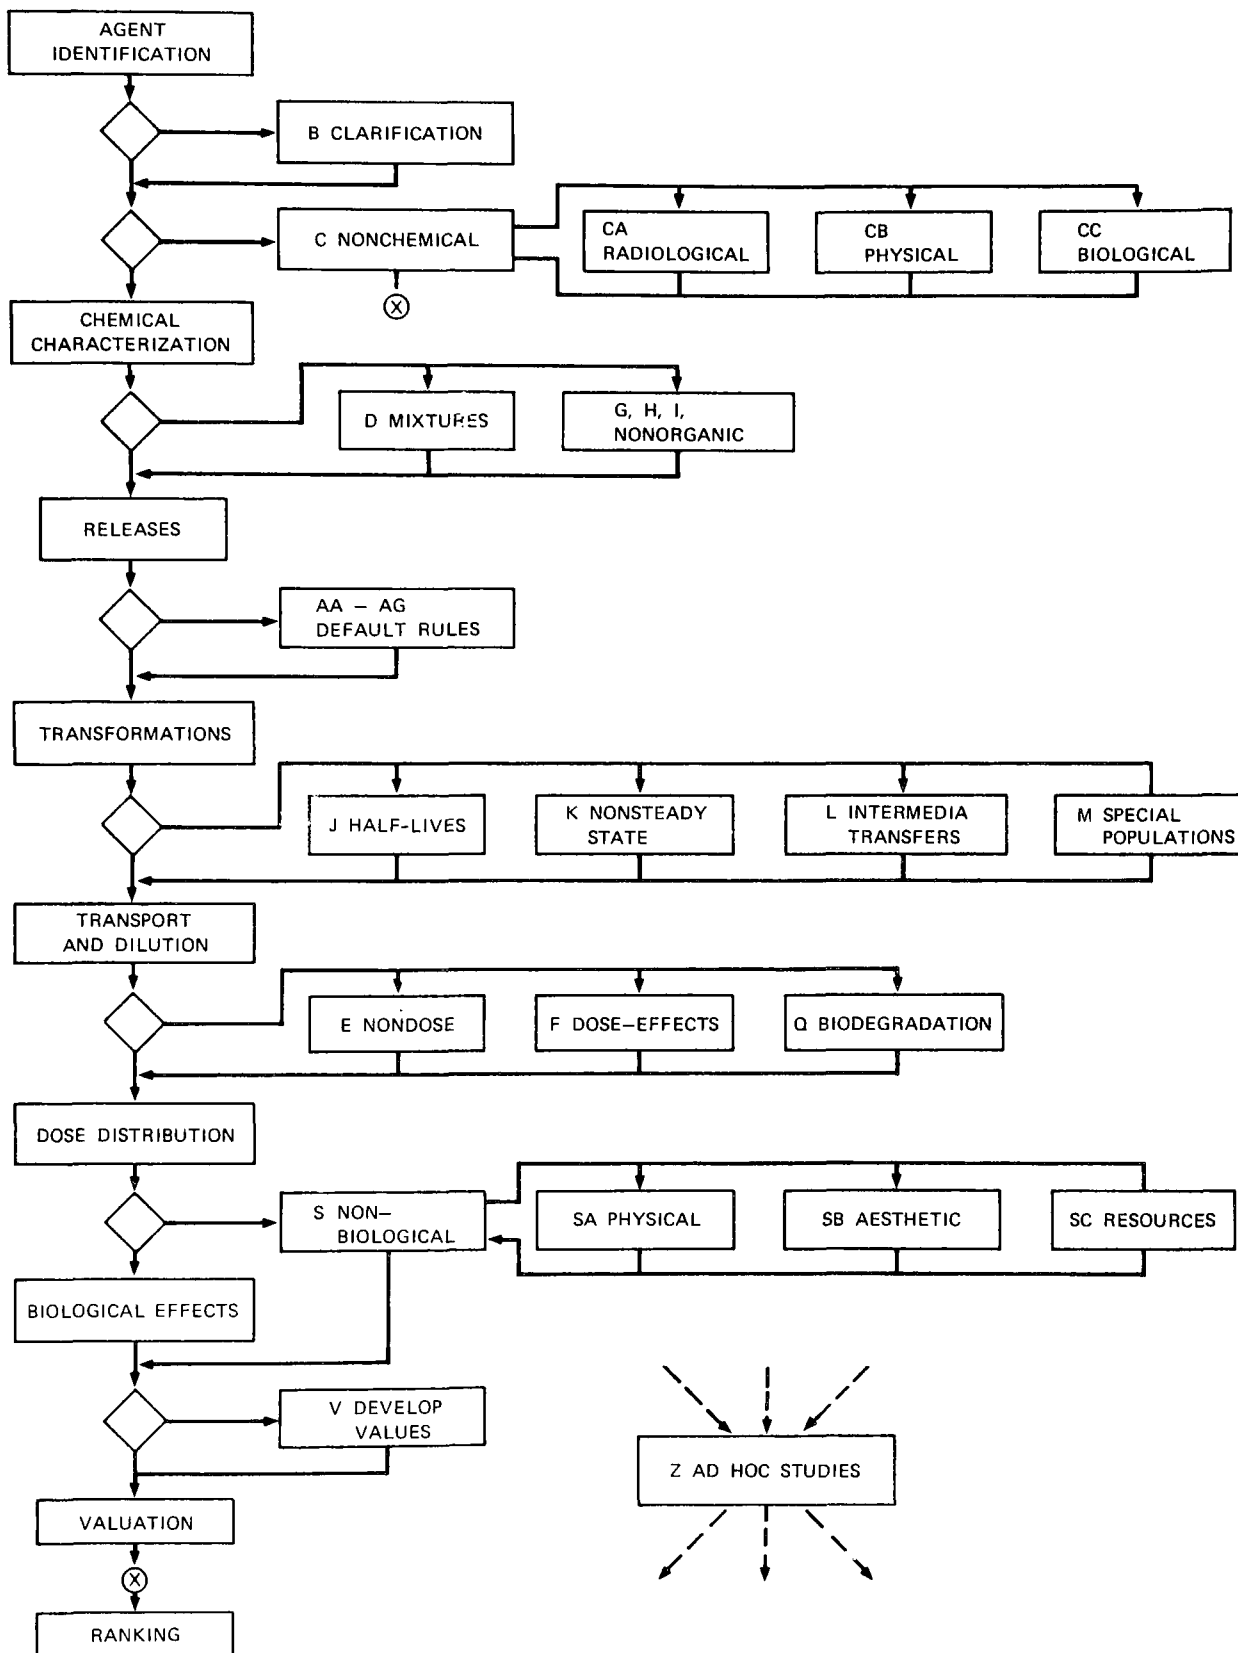 AGENT
IDENTIFICATION
B CLARIFICATION
C NONCHEMICAL
CA
RADIOLOGICAL
CB
PHYSICAL
CC
BIOLOGICAL
X
CHEMICAL
CHARACTERIZATION
D MIXTURES
G, H, I,
NONORGANIC
RELEASES
AA – AG
DEFAULT RULES
TRANSFORMATIONS
J HALF-LIVES
K NONSTEADY
STATE
L INTERMEDIA
TRANSFERS
M SPECIAL
POPULATIONS
TRANSPORT
AND DILUTION
E NONDOSE
F DOSE-EFFECTS
Q BIODEGRADATION
DOSE DISTRIBUTION
S NON–
BIOLOGICAL
SA PHYSICAL
SB AESTHETIC
SC RESOURCES
BIOLOGICAL EFFECTS
V DEVELOP
VALUES
Z AD HOC STUDIES
VALUATION
X
RANKING